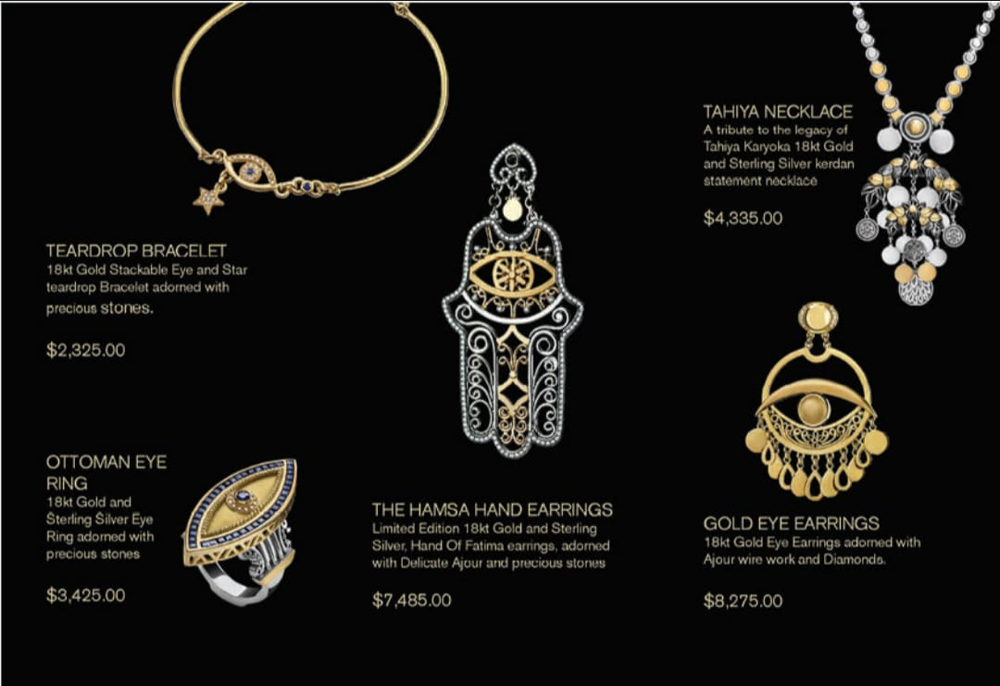 TEARDROP BRACELET
18kt Gold Stackable Eye and Star
teardrop Bracelet adorned with
precious stones.
$2,325.00
OTTOMAN EYE
RING
18kt Gold and
Sterling Silver Eye
Ring adorned with
precious stones
$3,425.00
THE HAMSA HAND EARRINGS
Limited Edition 18kt Gold and Sterling
Silver, Hand Of Fatima earrings, adorned
with Delicate Ajour and precious stones
$7,485.00
TAHIYA NECKLACE
A tribute to the legacy of
Tahiya Karyoka 18kt Gold
and Sterling Silver kerdan
statement necklace
$4,335.00
GOLD EYE EARRINGS
18kt Gold Eye Earrings adorned with
Ajour wire work and Diamonds.
$8,275.00